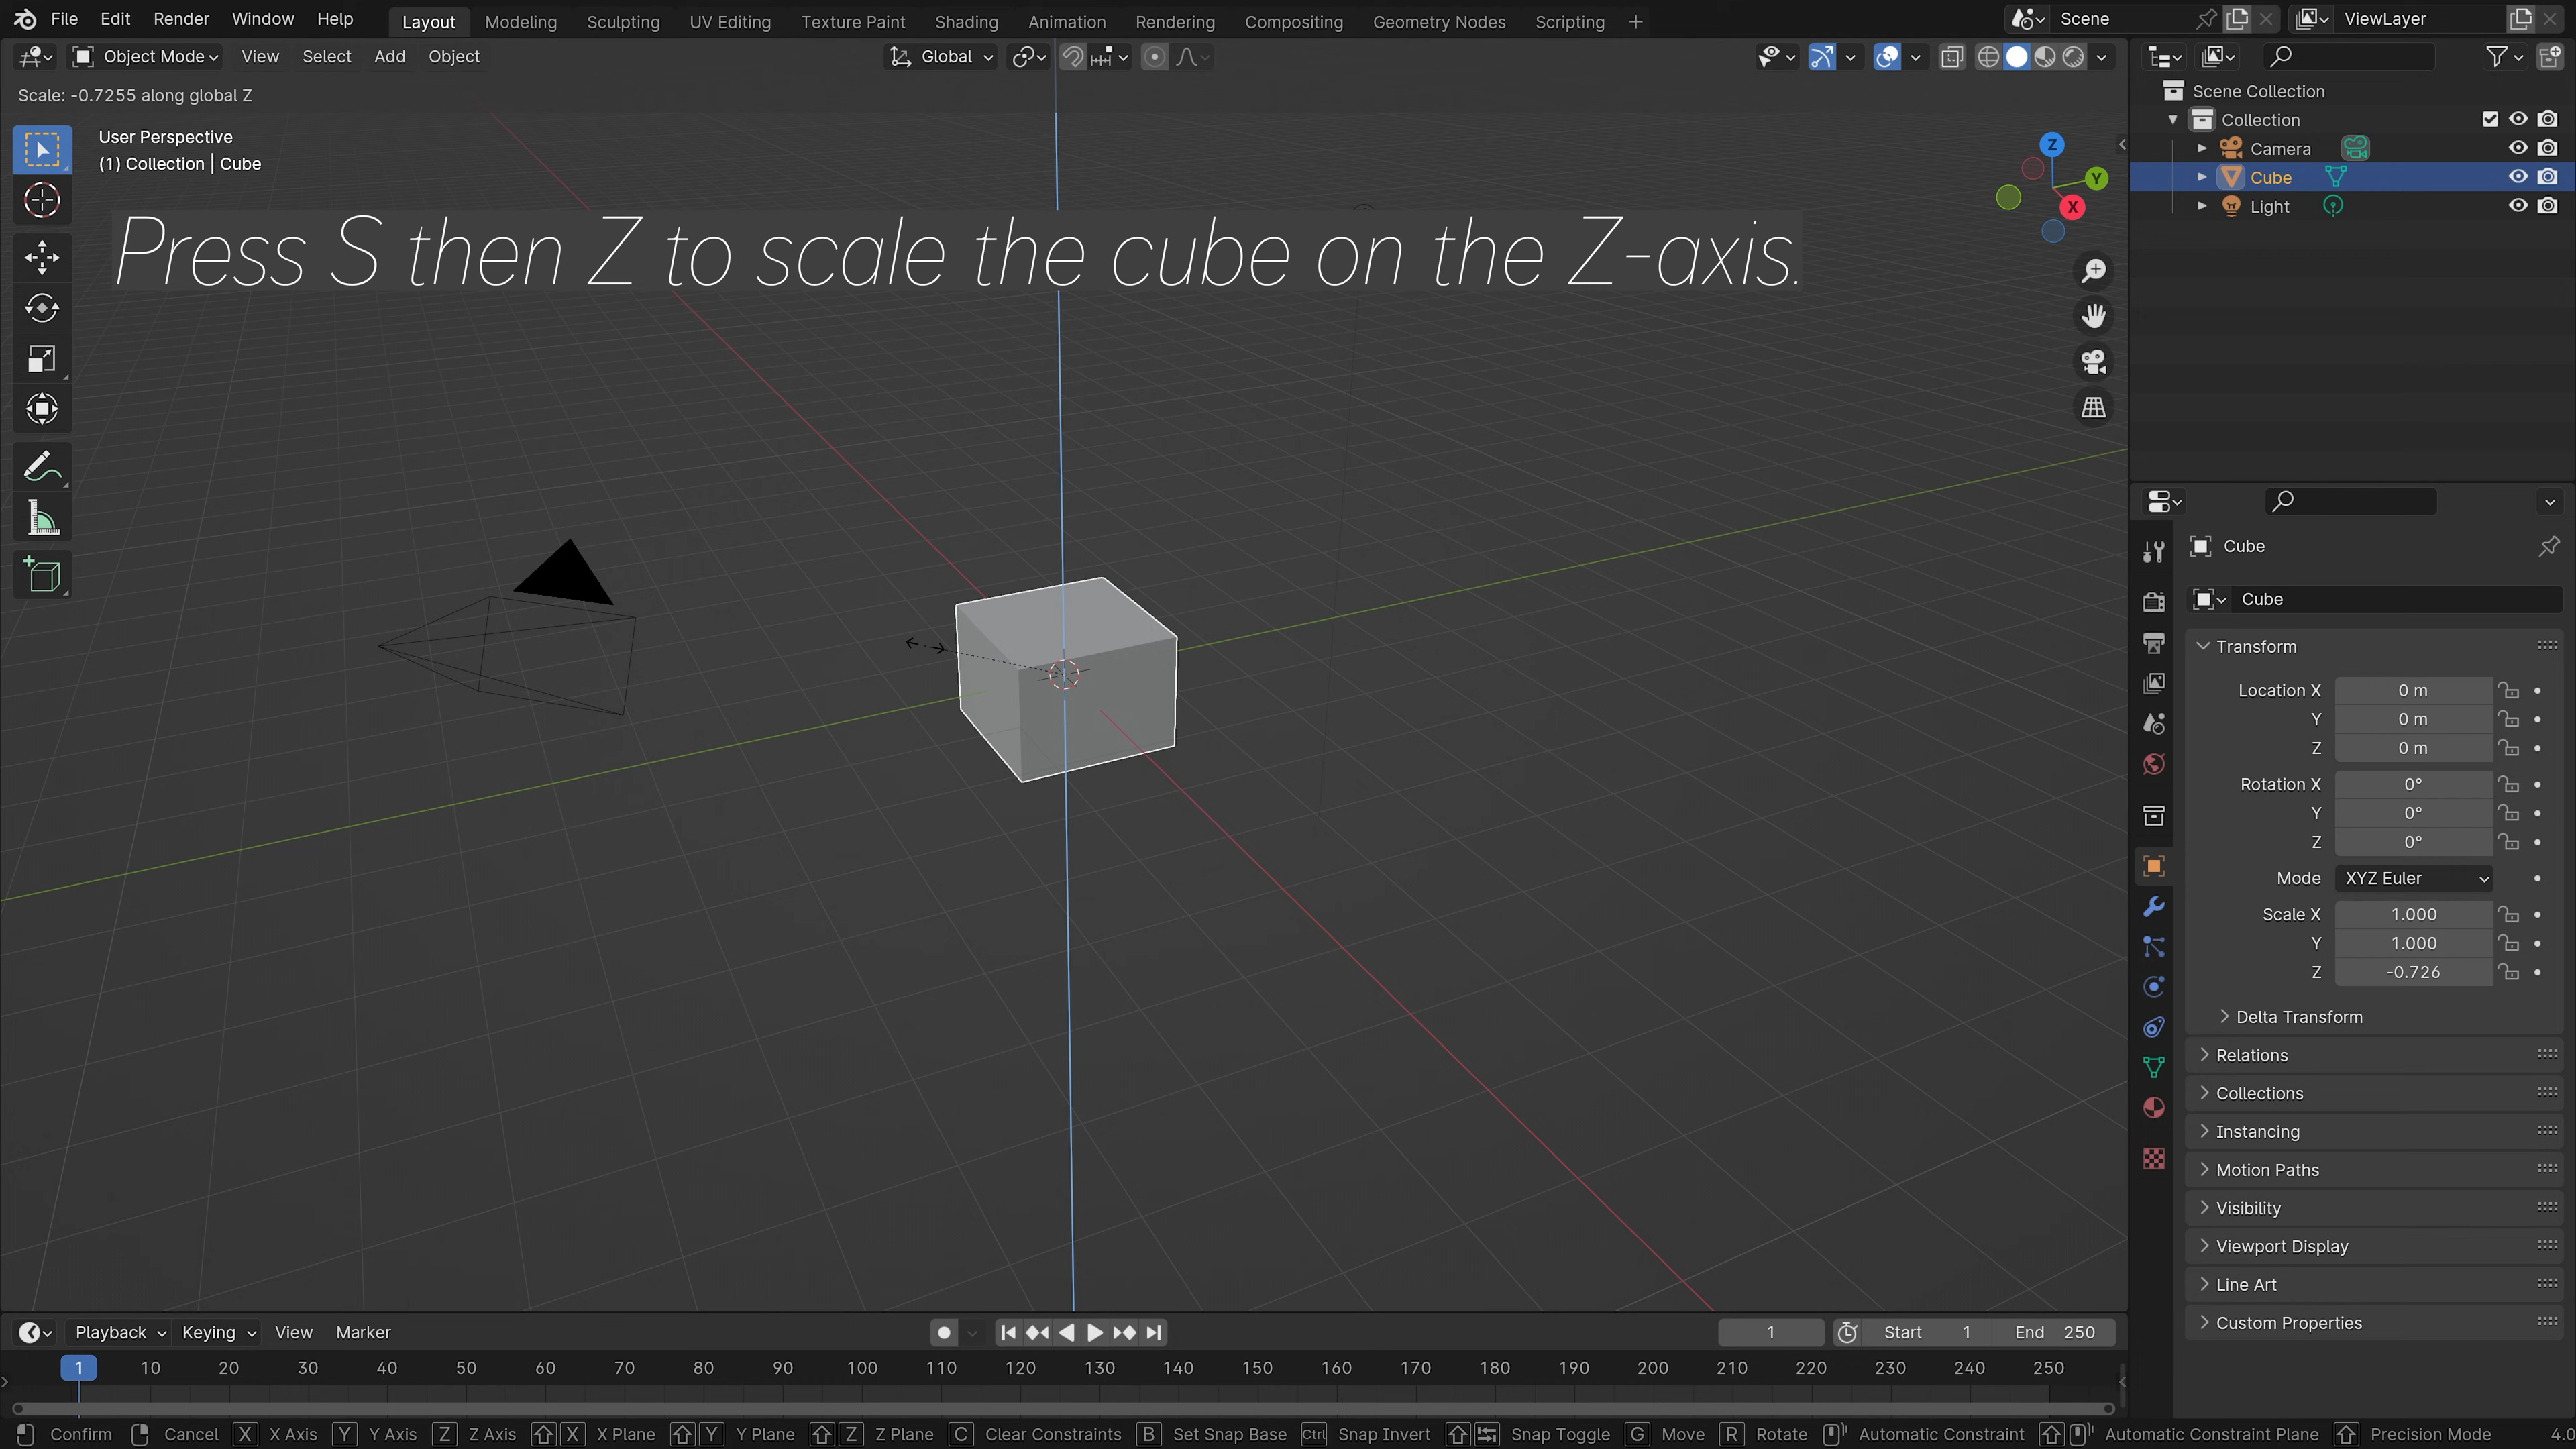 File Edit Render Window Help Layout Modeling Sculpting UV Editing Texture Paint Shading Animation Rendering Compositing Geometry Nodes Scripting + Scene ViewLayer
Object Mode View Select Add Object Global
Scale: -0.7255 along global Z
User Perspective
(1) Collection | Cube
Press S then Z to scale the cube on the Z-axis.
Z
Y
X
Scene Collection
Collection
Camera
Cube
Light
Cube
Cube
Transform
Location X 0 m
Y 0 m
Z 0 m
Rotation X 0°
Y 0°
Z 0°
Mode XYZ Euler
Scale X 1.000
Y 1.000
Z -0.726
Delta Transform
Relations
Collections
Instancing
Motion Paths
Visibility
Viewport Display
Line Art
Custom Properties
Playback Keying View Marker 1 Start 1 End 250
1 10 20 30 40 50 60 70 80 90 100 110 120 130 140 150 160 170 180 190 200 210 220 230 240 250
Confirm Cancel X X Axis Y Y Axis Z Z Axis X X Plane Y Y Plane Z Z Plane C Clear Constraints B Set Snap Base Ctrl Snap Invert Snap Toggle G Move R Rotate Automatic Constraint Automatic Constraint Plane Precision Mode 4.0